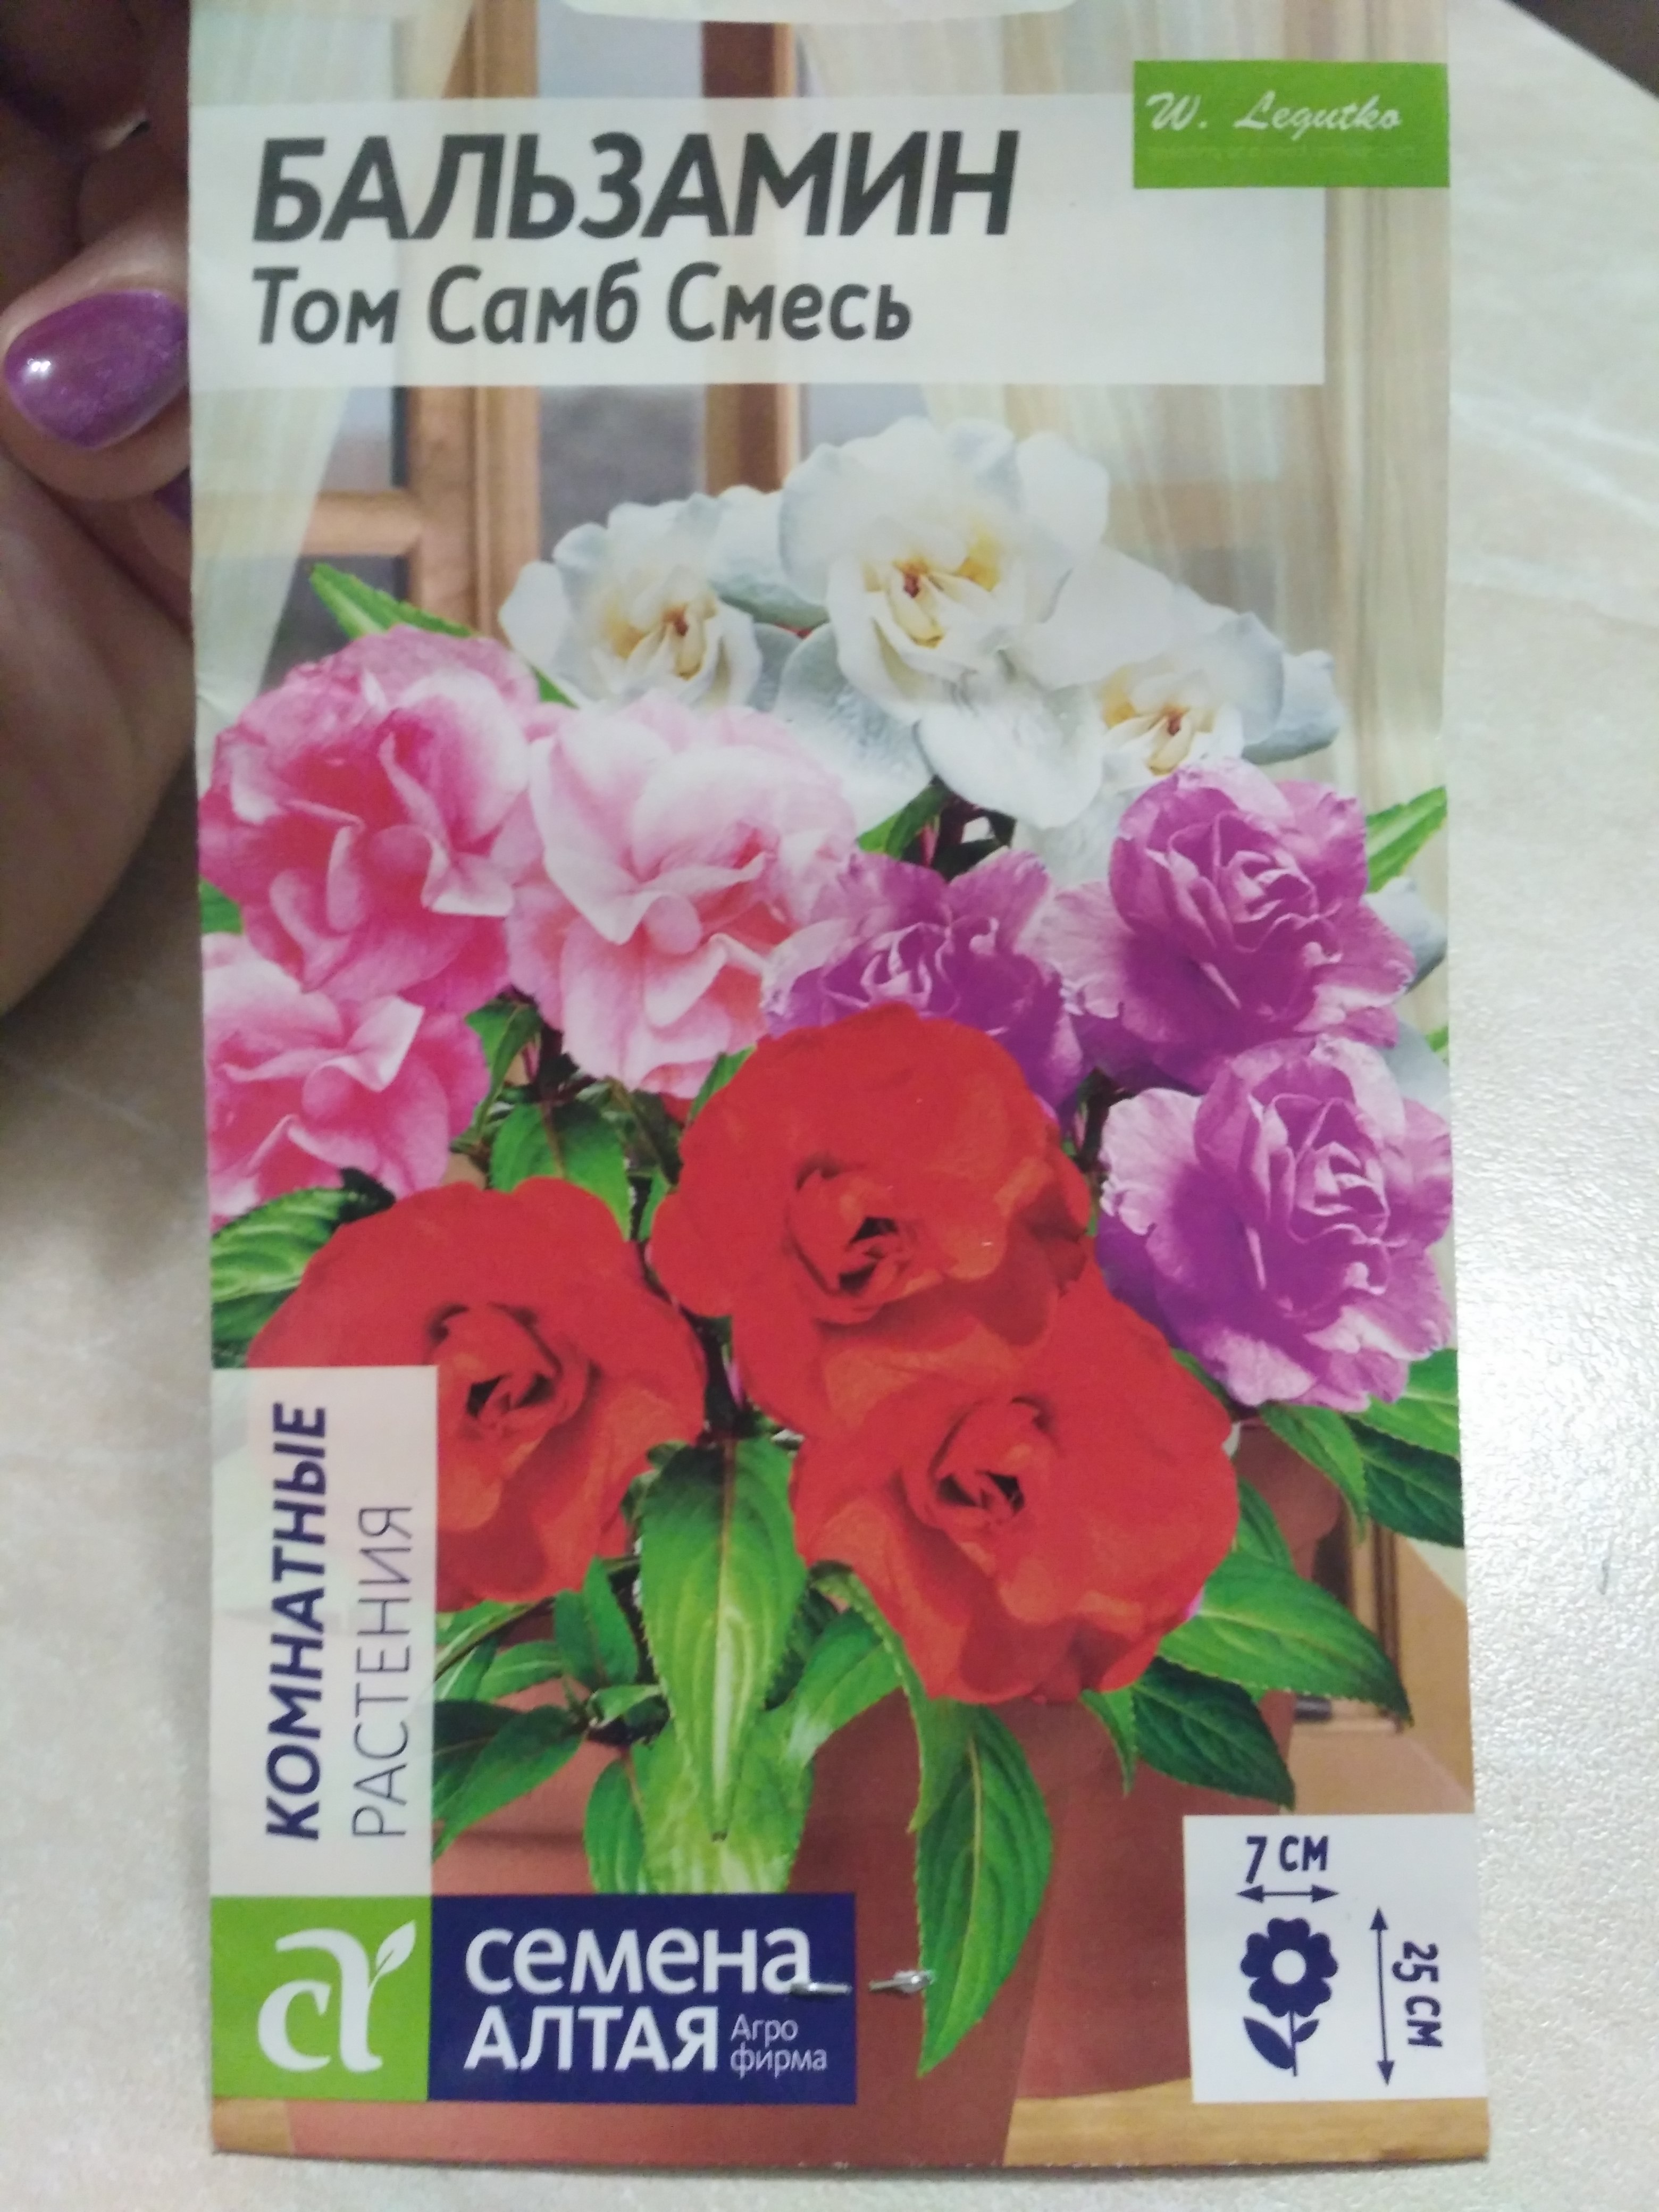 W. Legutko
БАЛЬЗАМИН
Том Самб Смесь
КОМНАТНЫЕ
РАСТЕНИЯ
7 СМ
25 СМ
семена
АЛТАЯ
Агро
фирма